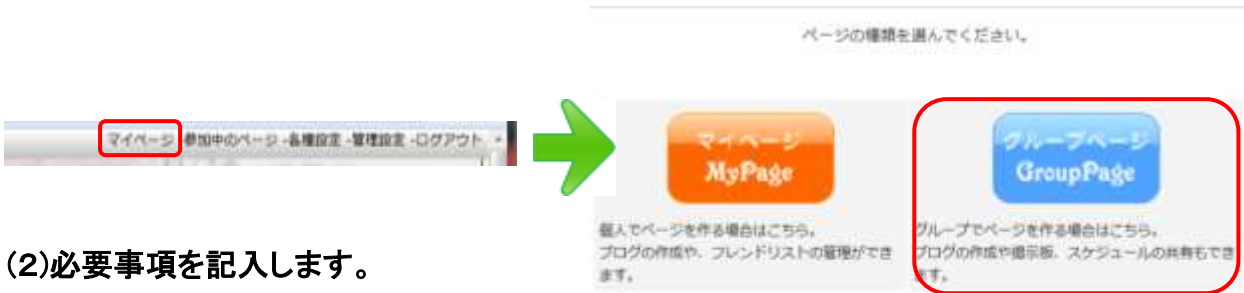 ページの種類を選んでください。
マイページ -参加中のページ -各種設定 -管理設定 -ログアウト
マイページ
MyPage
個人でページを作る場合はこちら。
ブログの作成や、フレンドリストの管理ができ
ます。
グループページ
GroupPage
グループでページを作る場合はこちら。
ブログの作成や掲示板、スケジュールの共有もでき
ます。
(2)必要事項を記入します。